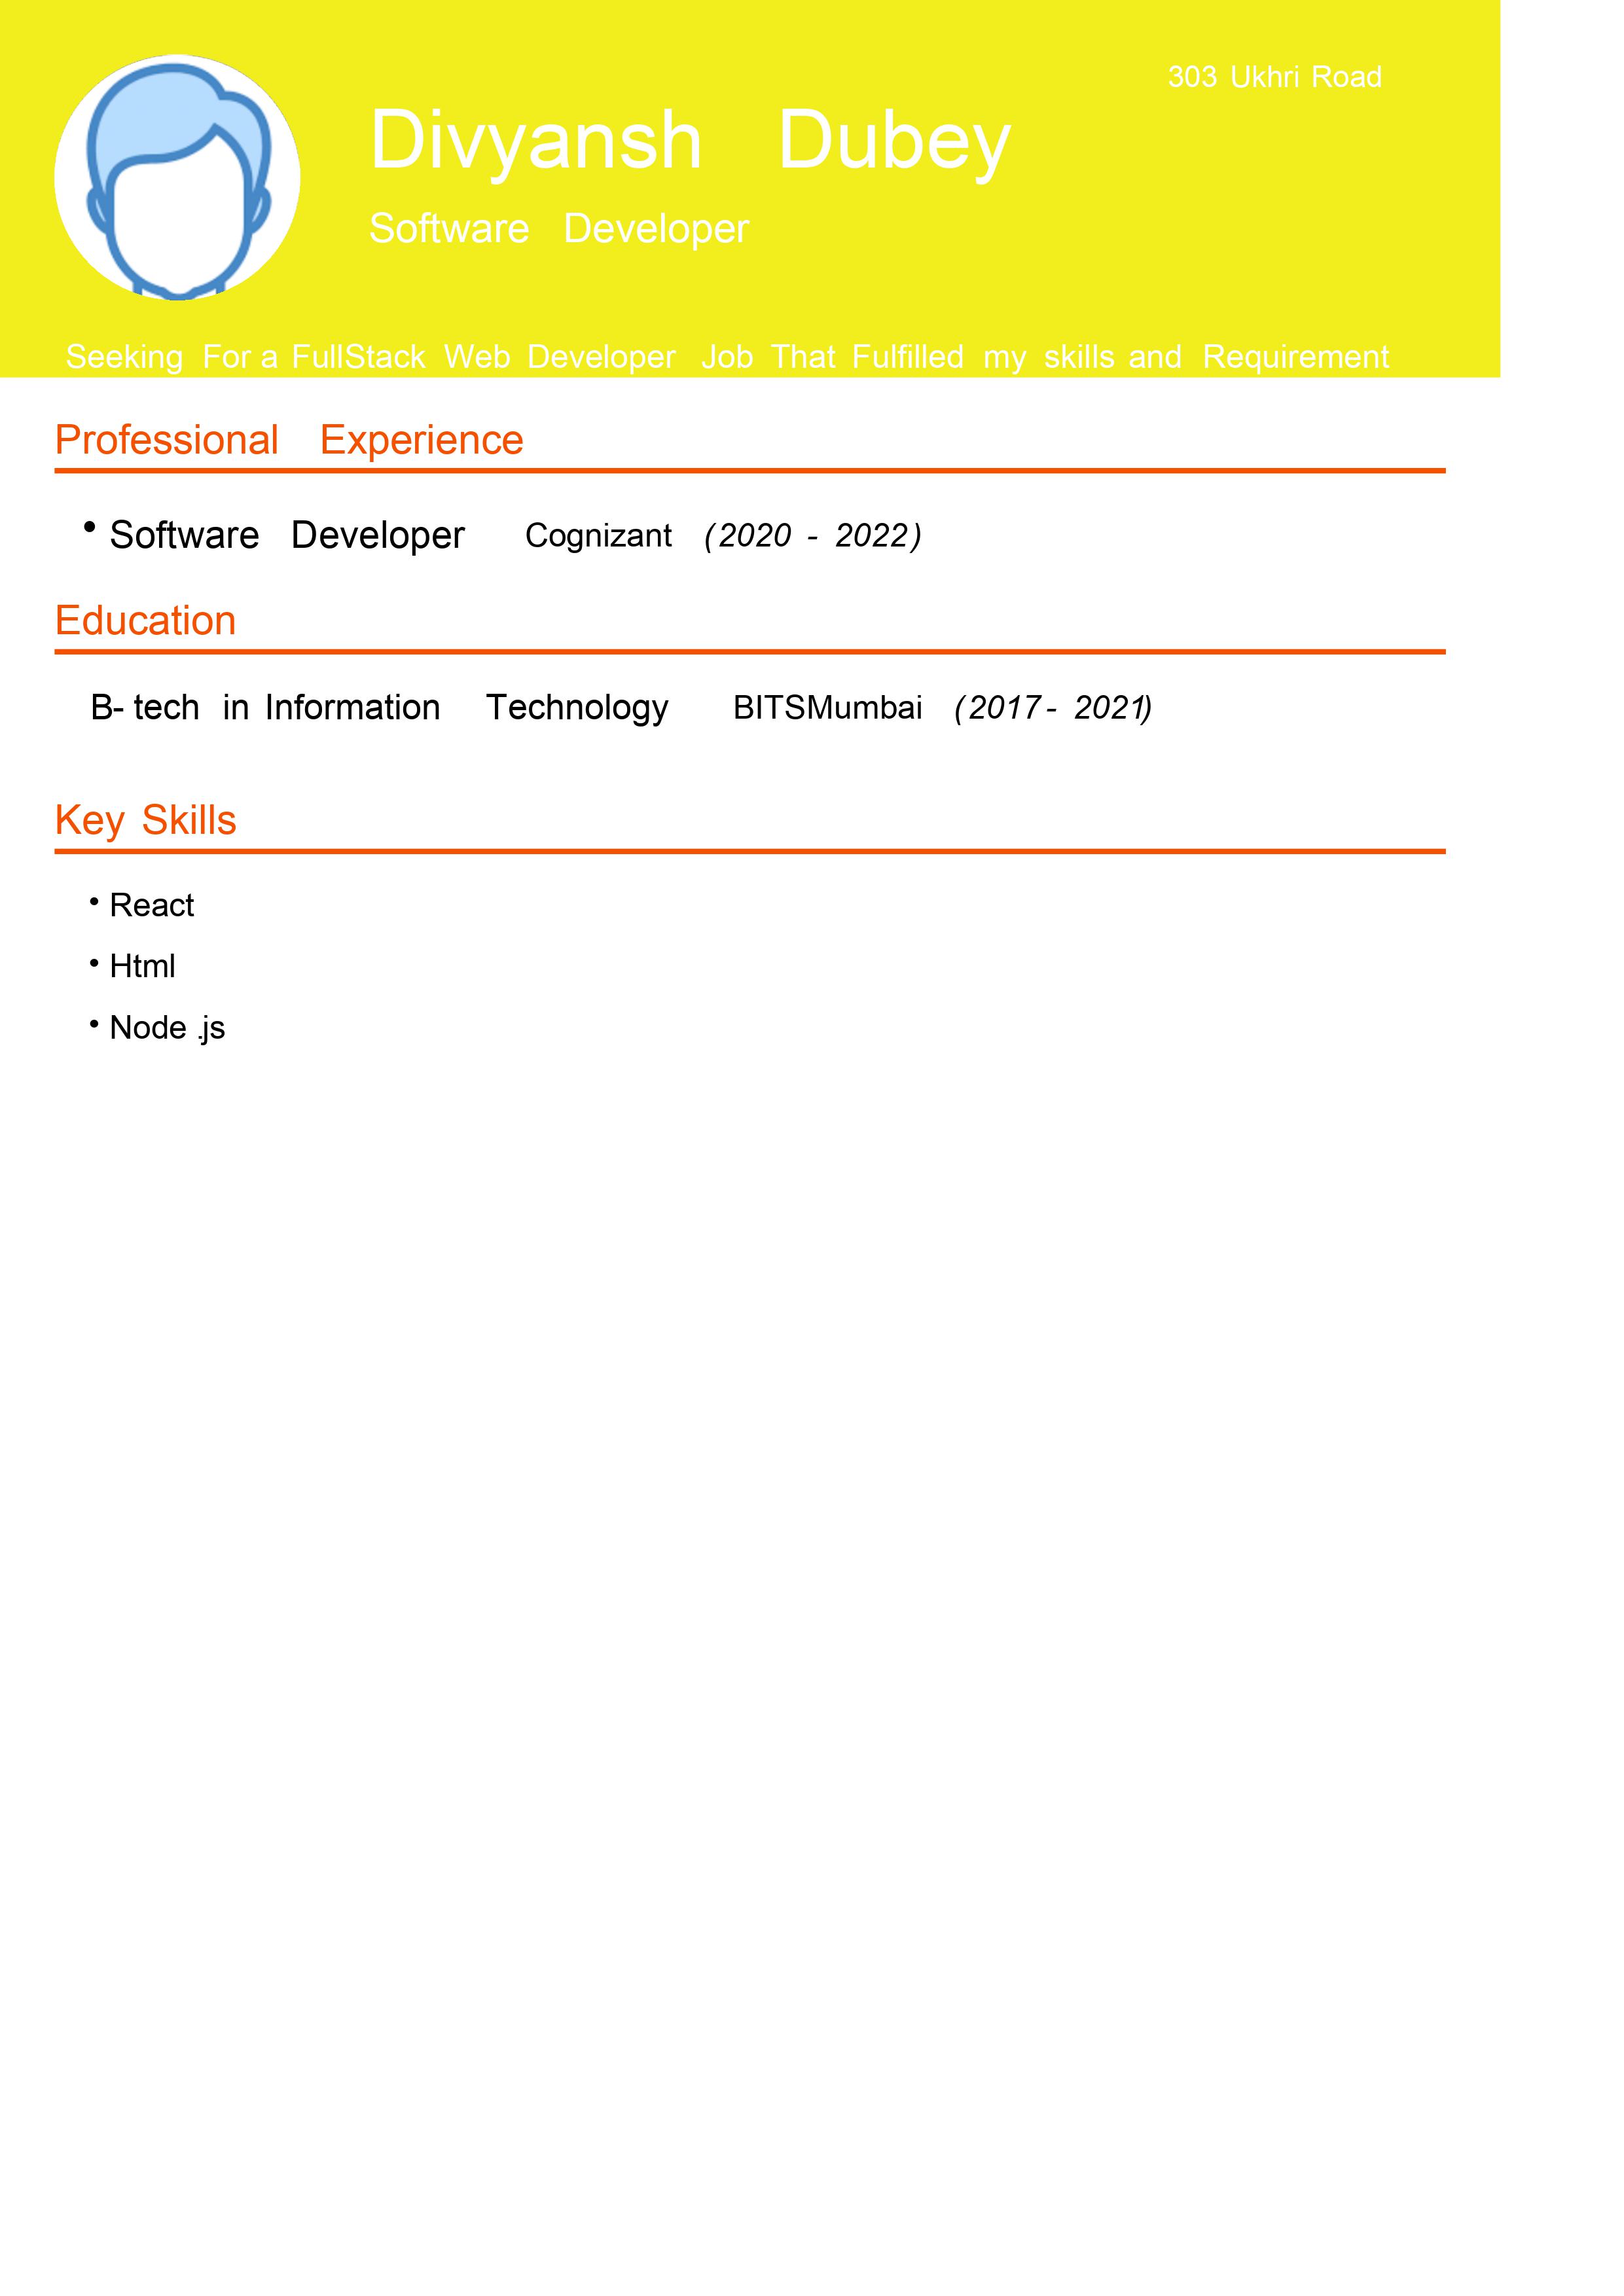 303 Ukhri Road
Divyansh Dubey
Software Developer
Seeking For a FullStack Web Developer Job That Fulfilled my skills and Requirement
Professional Experience
• Software Developer Cognizant (2020 - 2022)
Education
B- tech in Information Technology BITSMumbai (2017 - 2021)
Key Skills
• React
• Html
• Node .js